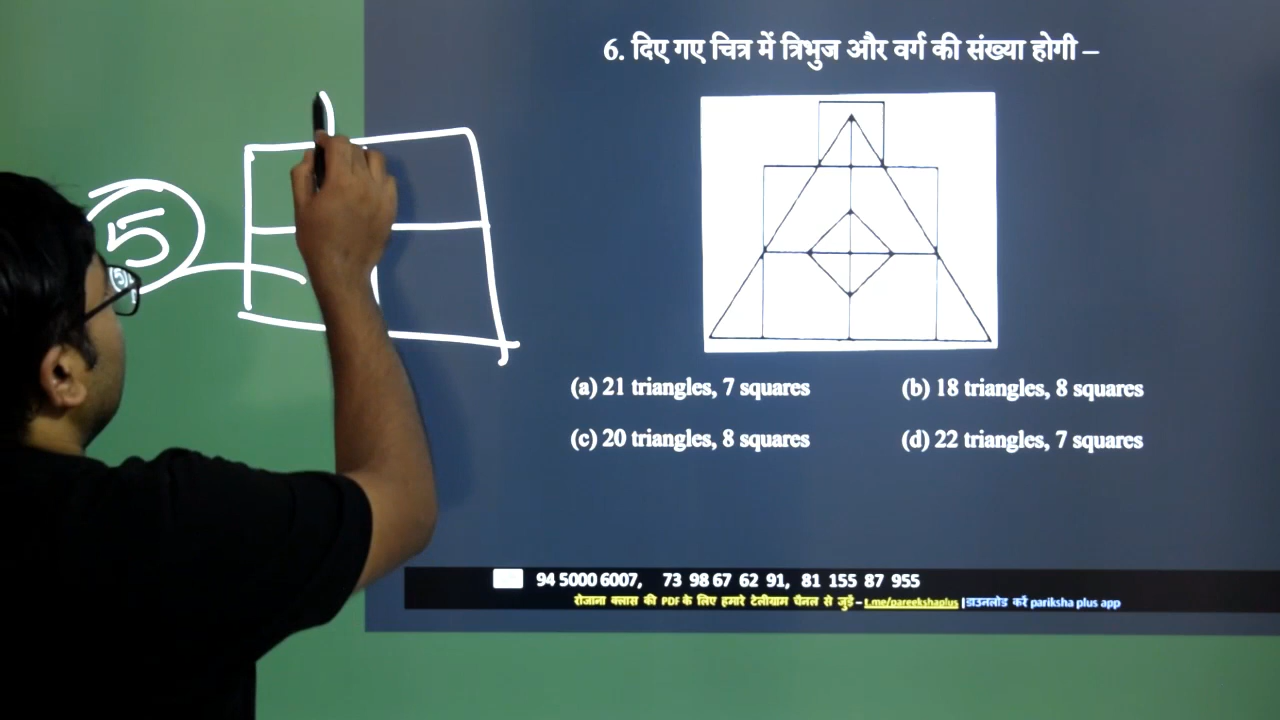 6. दिए गए चित्र में त्रिभुज और वर्ग की संख्या होगी –
5
(5)
(a) 21 triangles, 7 squares
(b) 18 triangles, 8 squares
(c) 20 triangles, 8 squares
(d) 22 triangles, 7 squares
94 5000 6007, 73 98 67 62 91, 81 155 87 955
रोजाना क्लास की PDF के लिए हमारे टेलीग्राम चैनल से जुड़ें – t.me/pareekshaplus | डाउनलोड करें pariksha plus app